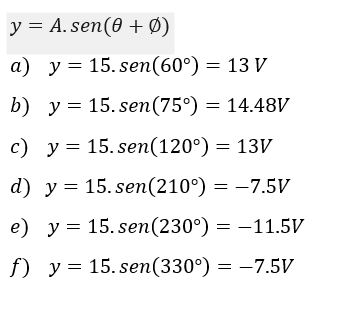 y = A. sen(θ + Ø)
a) y = 15. sen(60°) = 13 V
b) y = 15. sen(75°) = 14.48V
c) y = 15. sen(120°) = 13V
d) y = 15. sen(210°) = −7.5V
e) y = 15. sen(230°) = −11.5V
f) y = 15. sen(330°) = −7.5V